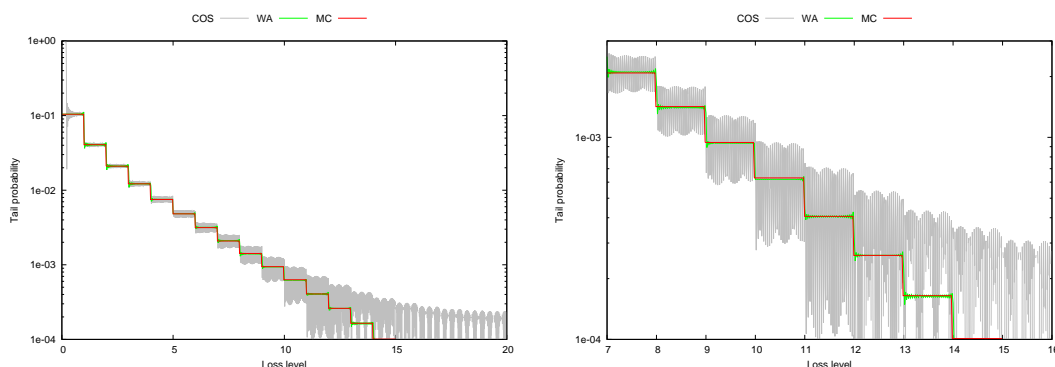 COS WA MC
1e+00
1e-01
1e-02
1e-03
1e-04
Tail probability
0 5 10 15 20
Loss level
COS WA MC
1e-03
1e-04
Tail probability
7 8 9 10 11 12 13 14 15 16
Loss level